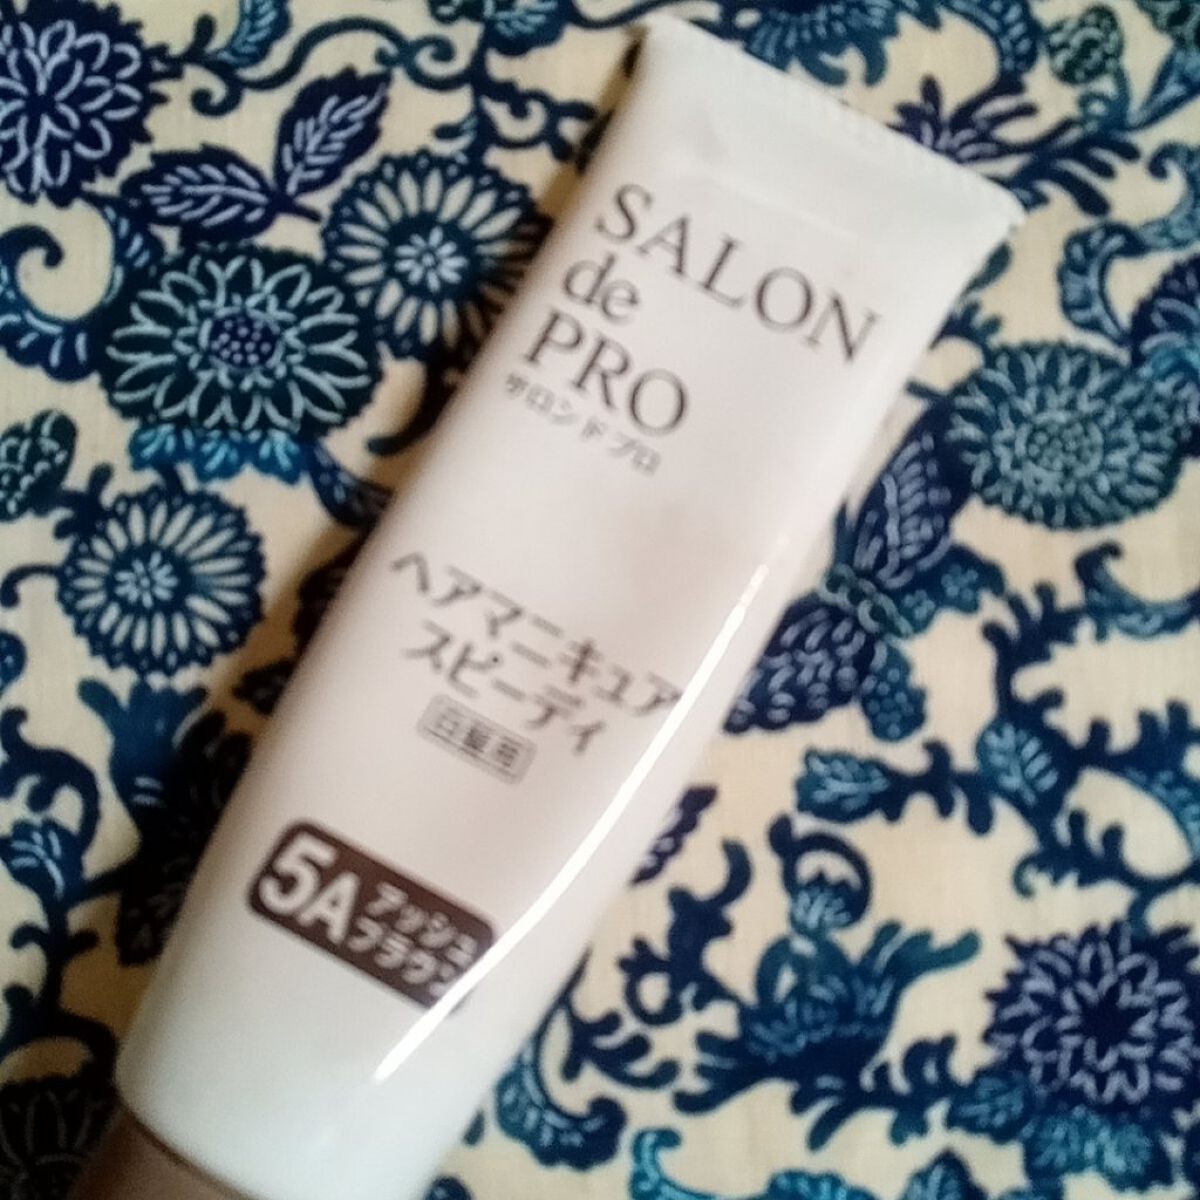 SALON
de
PRO
サロンドプロ
ヘアマニキュア
スピーディ
白髪用
5A アッシュ
ブラウン